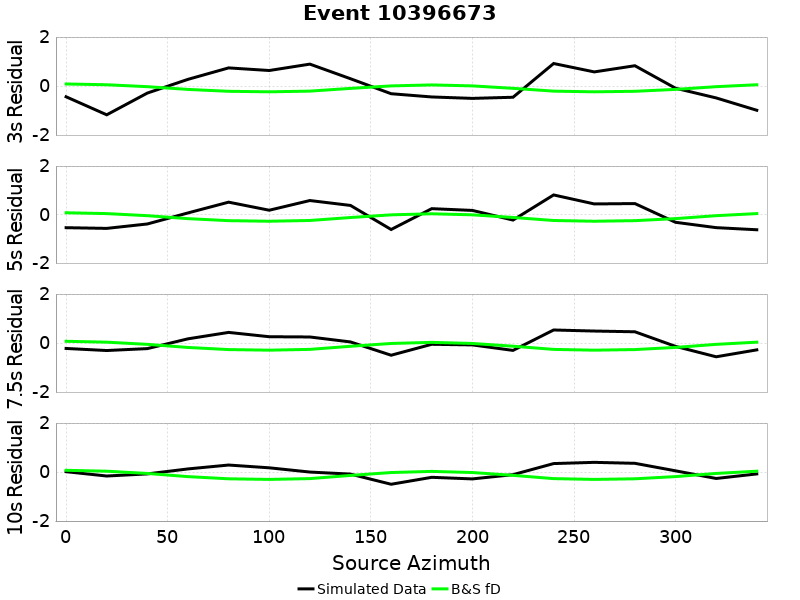 Event 10396673
3s Residual
2
0
-2
5s Residual
2
0
-2
7.5s Residual
2
0
-2
10s Residual
2
0
-2
0 50 100 150 200 250 300
Source Azimuth
Simulated Data B&S fD